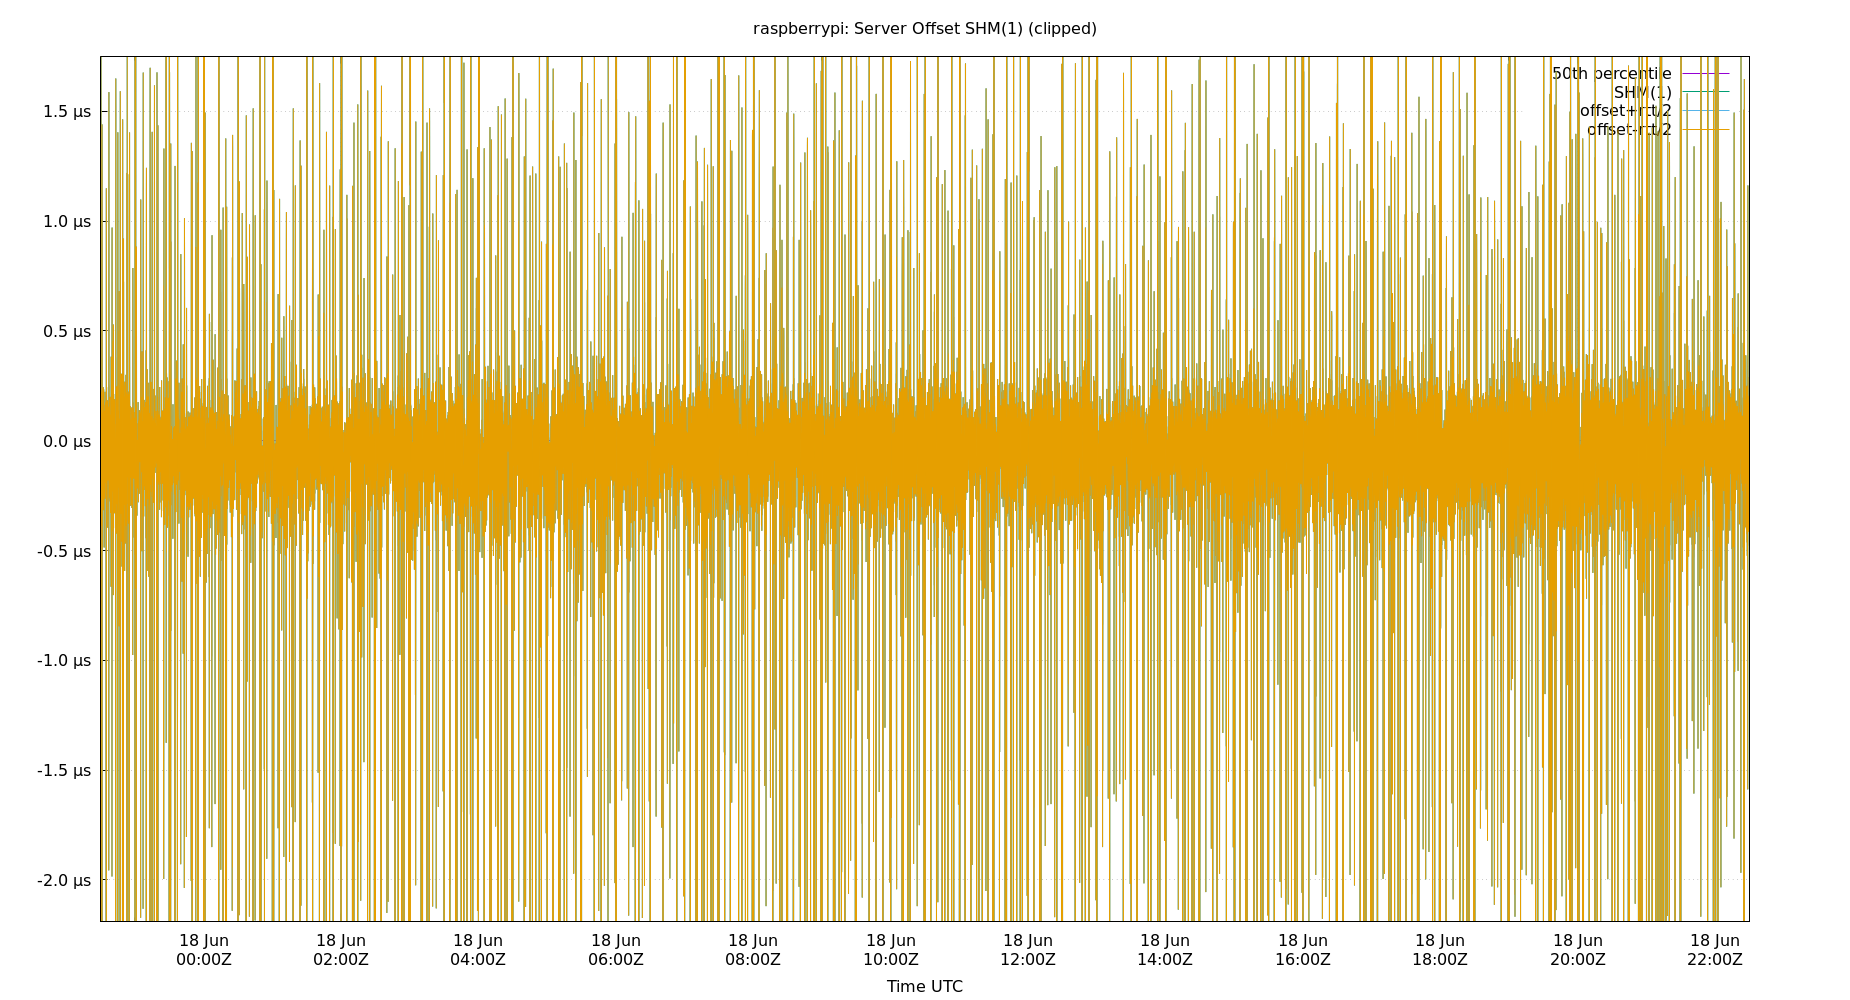 raspberrypi: Server Offset SHM(1) (clipped)
50th percentile
SHM(1)
offset+rtt/2
offset-rtt/2
1.5 µs
1.0 µs
0.5 µs
0.0 µs
-0.5 µs
-1.0 µs
-1.5 µs
-2.0 µs
18 Jun 18 Jun 18 Jun 18 Jun 18 Jun 18 Jun 18 Jun 18 Jun 18 Jun 18 Jun 18 Jun 18 Jun
00:00Z 02:00Z 04:00Z 06:00Z 08:00Z 10:00Z 12:00Z 14:00Z 16:00Z 18:00Z 20:00Z 22:00Z
Time UTC